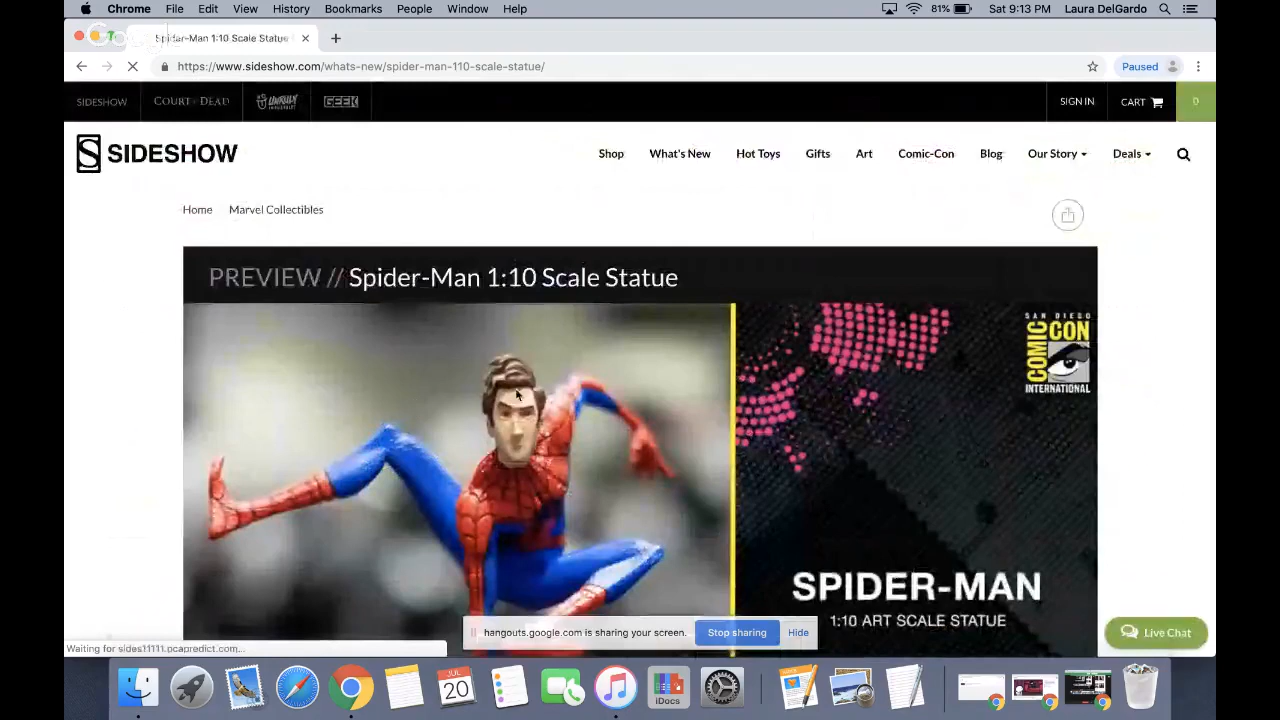 Chrome File Edit View History Bookmarks People Window Help 81% Sat 9:13 PM Laura DelGardo
Google
Spider-Man 1:10 Scale Statue
https://www.sideshow.com/whats-new/spider-man-110-scale-statue/ Paused
SIDESHOW COURT OF DEAD UNRULY GEEK SIGN IN CART 0
S SIDESHOW Shop What's New Hot Toys Gifts Art Comic-Con Blog Our Story Deals
Home Marvel Collectibles
PREVIEW // Spider-Man 1:10 Scale Statue
SAN DIEGO
COMIC CON
INTERNATIONAL
SPIDER-MAN
1:10 ART SCALE STATUE
hangouts.google.com is sharing your screen. Stop sharing Hide
Live Chat
Waiting for sides11111.pcapredict.com...
JUL
20
iDocs